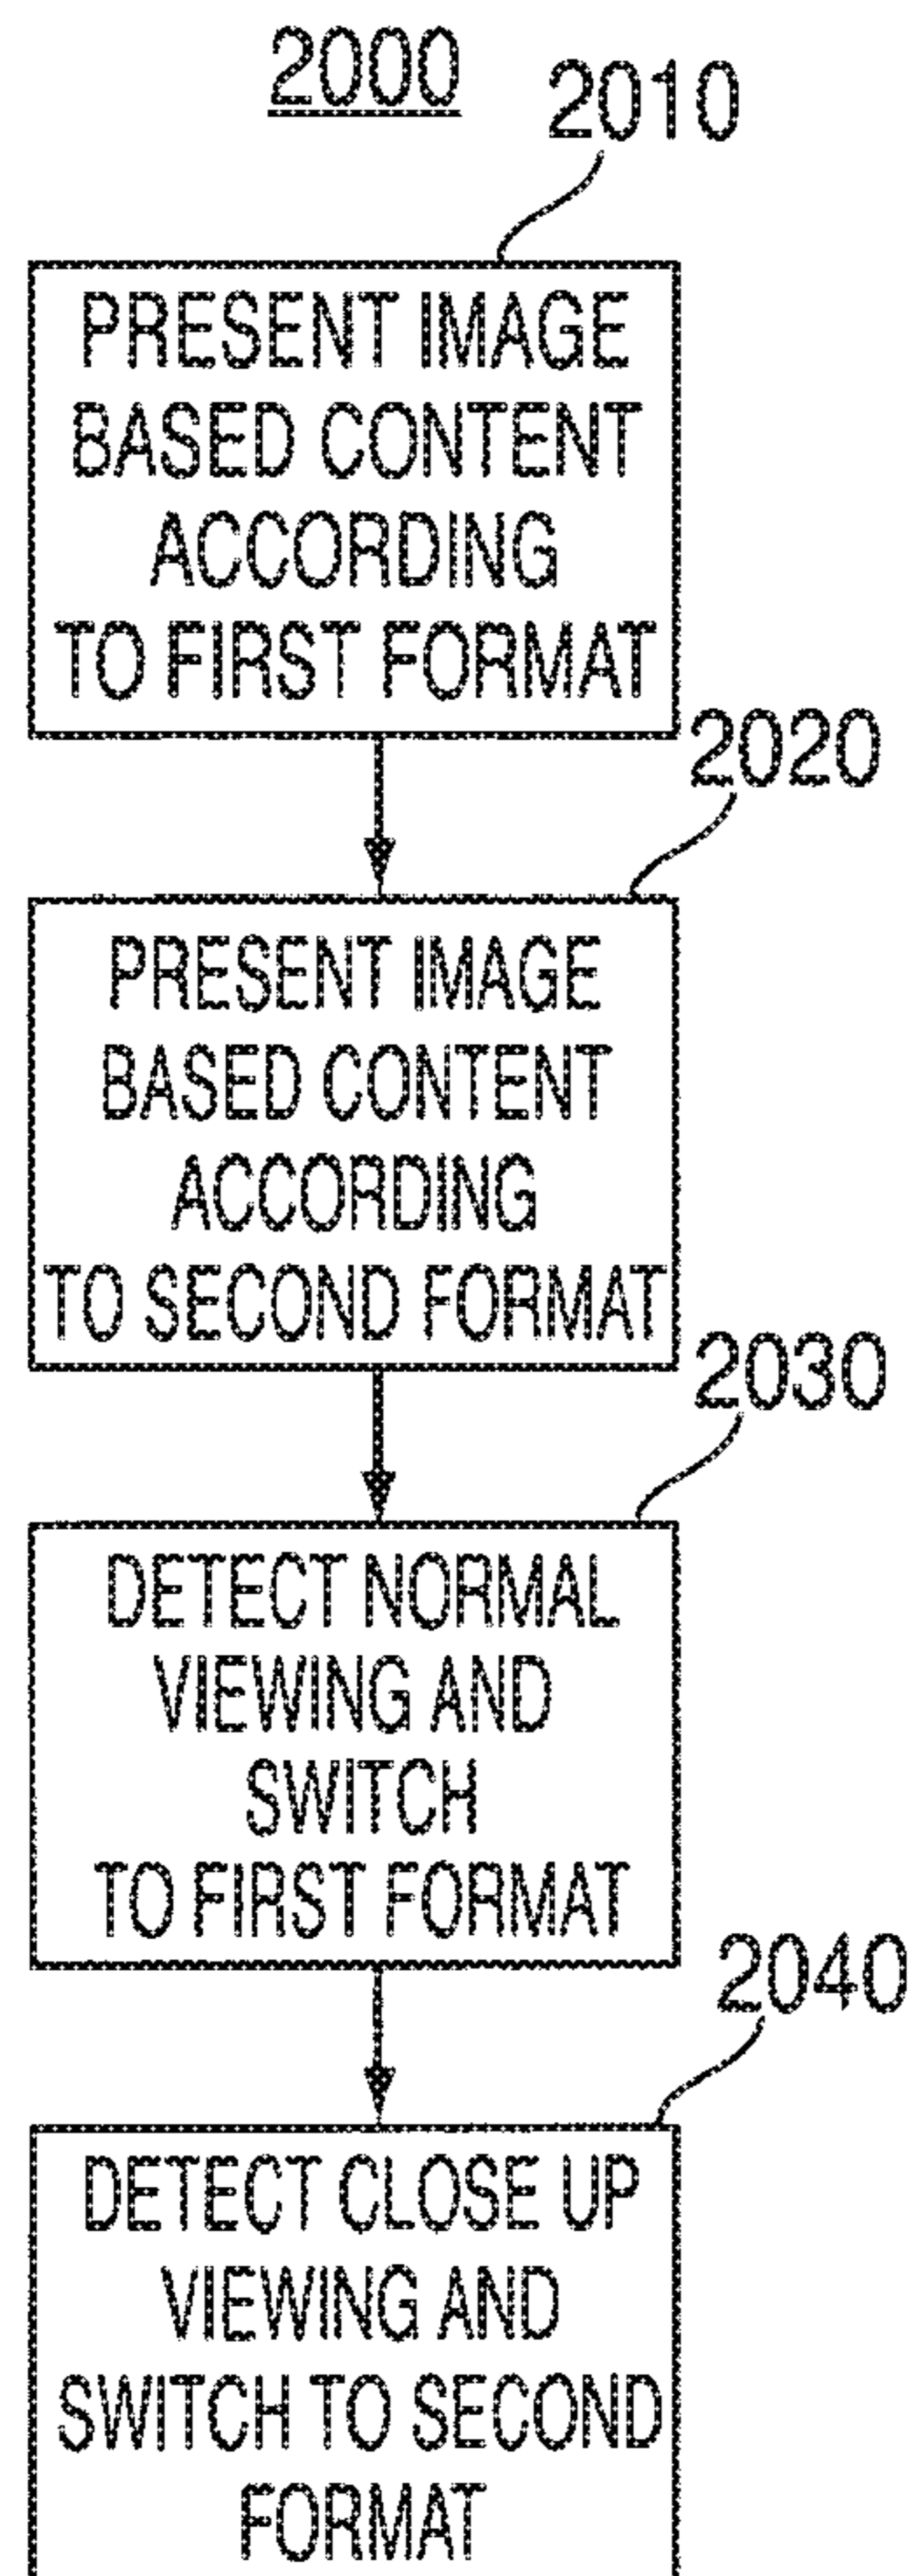 2000
2010
PRESENT IMAGE
BASED CONTENT
ACCORDING
TO FIRST FORMAT
2020
PRESENT IMAGE
BASED CONTENT
ACCORDING
TO SECOND FORMAT
2030
DETECT NORMAL
VIEWING AND
SWITCH
TO FIRST FORMAT
2040
DETECT CLOSE UP
VIEWING AND
SWITCH TO SECOND
FORMAT